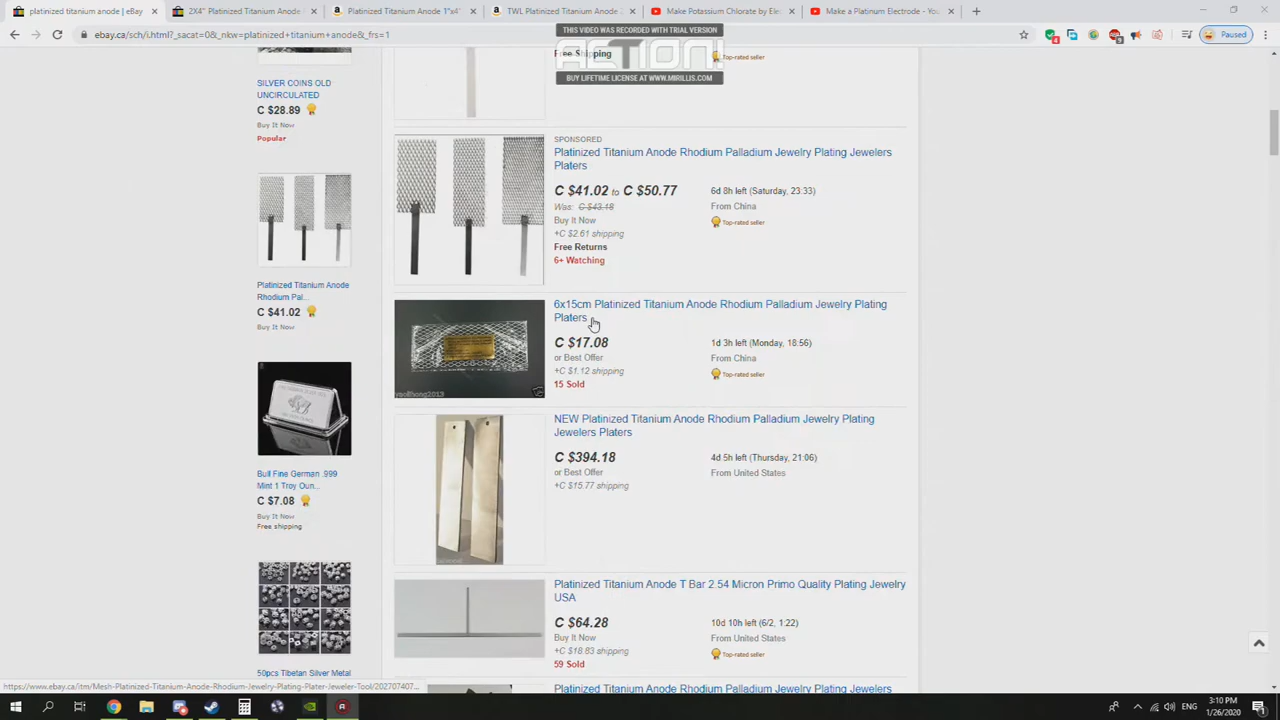 platinized titanium anode | eBay
2X4" Platinized Titanium Anode
Platinized Titanium Anode 1"x4"
TWL Platinized Titanium Anode 2
Make Potassium Chlorate by Ele
Make a Platinum Electrode - You
ebay.ca/sch/i.html?_sacat=0&_nkw=platinized+titanium+anode&_frs=1
Paused
THIS VIDEO WAS RECORDED WITH TRIAL VERSION
ACTION!
BUY LIFETIME LICENSE AT WWW.MIRILLIS.COM
Free Shipping
Top-rated seller
SILVER COINS OLD
UNCIRCULATED
C $28.89
Buy It Now
Popular
Platinized Titanium Anode
Rhodium Pal...
C $41.02
Buy It Now
Bull Fine German .999
Mint 1 Troy Oun...
C $7.08
Buy It Now
Free shipping
50pcs Tibetan Silver Metal
SPONSORED
Platinized Titanium Anode Rhodium Palladium Jewelry Plating Jewelers
Platers
C $41.02 to C $50.77
Was: C $43.18
Buy It Now
+C $2.61 shipping
Free Returns
6+ Watching
6d 8h left (Saturday, 23:33)
From China
Top-rated seller
6x15cm Platinized Titanium Anode Rhodium Palladium Jewelry Plating
Platers
C $17.08
or Best Offer
+C $1.12 shipping
15 Sold
1d 3h left (Monday, 18:56)
From China
Top-rated seller
yaolihong2013
NEW Platinized Titanium Anode Rhodium Palladium Jewelry Plating
Jewelers Platers
C $394.18
or Best Offer
+C $15.77 shipping
4d 5h left (Thursday, 21:06)
From United States
Platinized Titanium Anode T Bar 2.54 Micron Primo Quality Plating Jewelry
USA
C $64.28
Buy It Now
+C $18.83 shipping
59 Sold
10d 10h left (6/2, 1:22)
From United States
Top-rated seller
Platinized Titanium Anode Rhodium Palladium Jewelry Plating Jewelers
https://www.ebay.ca/itm/Mesh-Platinized-Titanium-Anode-Rhodium-Jewelry-Plating-Plater-Jeweler-Tool/202707407...
ENG
3:10 PM
1/26/2020